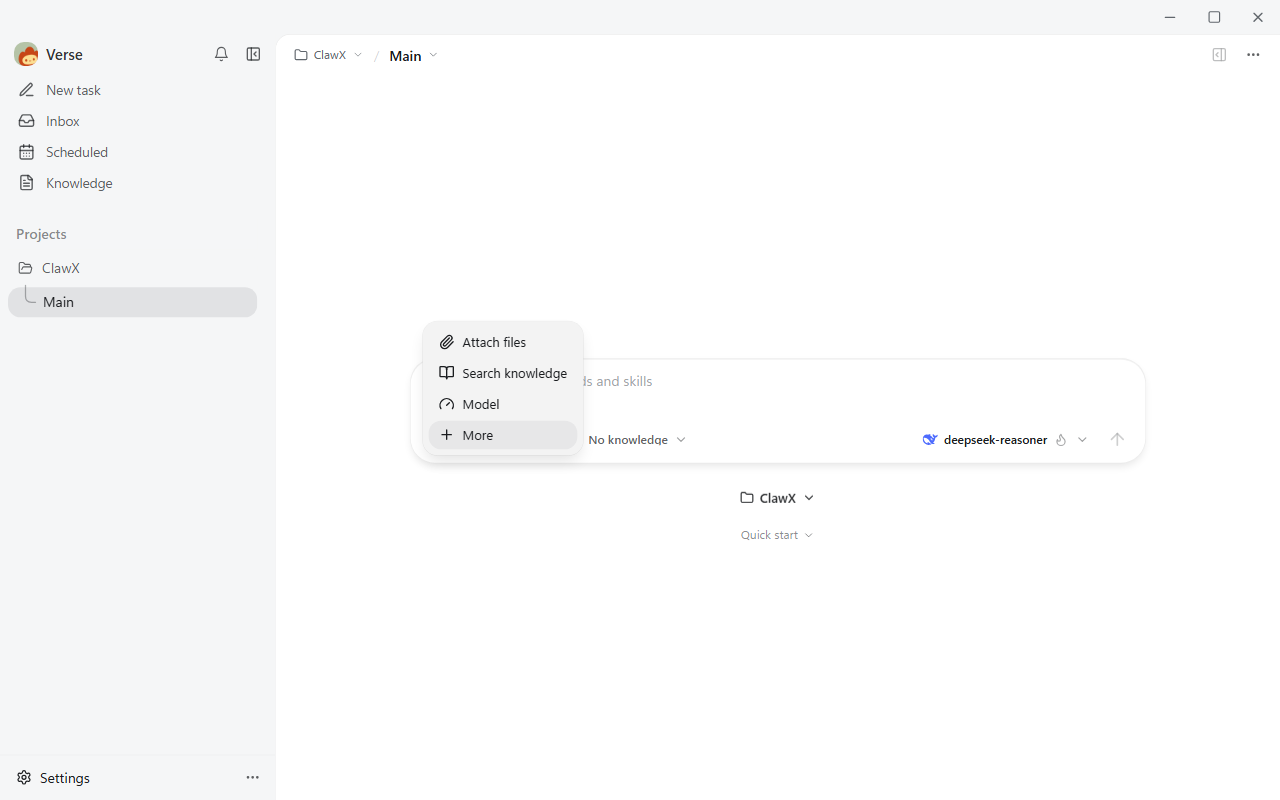 Verse
New task
Inbox
Scheduled
Knowledge
Projects
ClawX
Main
Settings
ClawX / Main
Attach files
Search knowledge
Model
More
and skills
No knowledge
deepseek-reasoner
ClawX
Quick start